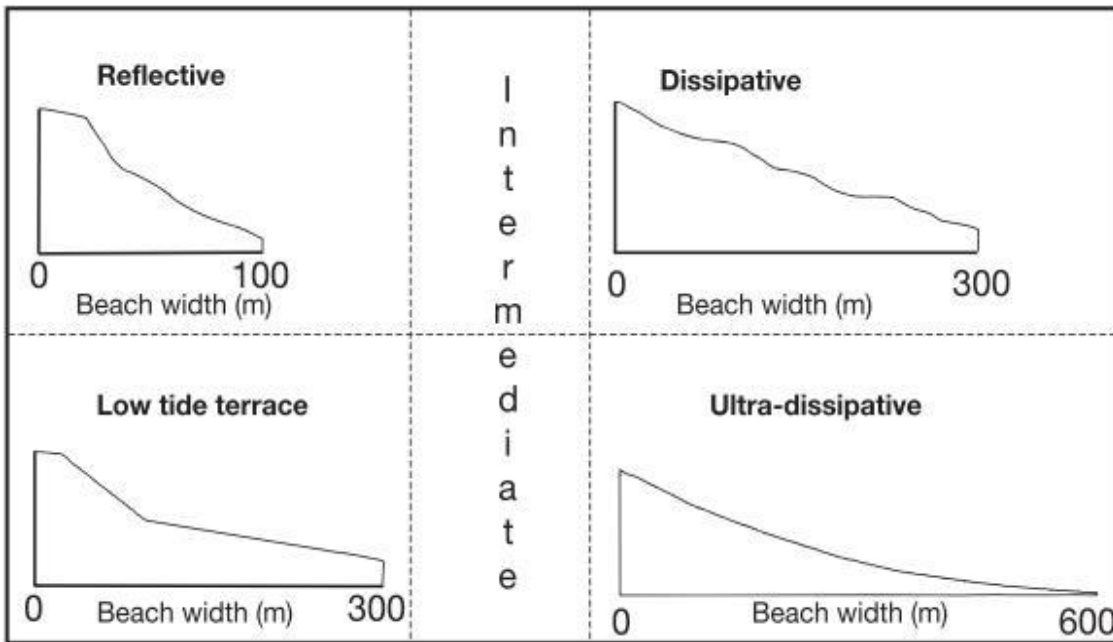 Reflective
0 100
Beach width (m)
Intermediate
Dissipative
0 300
Beach width (m)
Low tide terrace
0 Beach width (m) 300
Ultra-dissipative
0 Beach width (m) 600